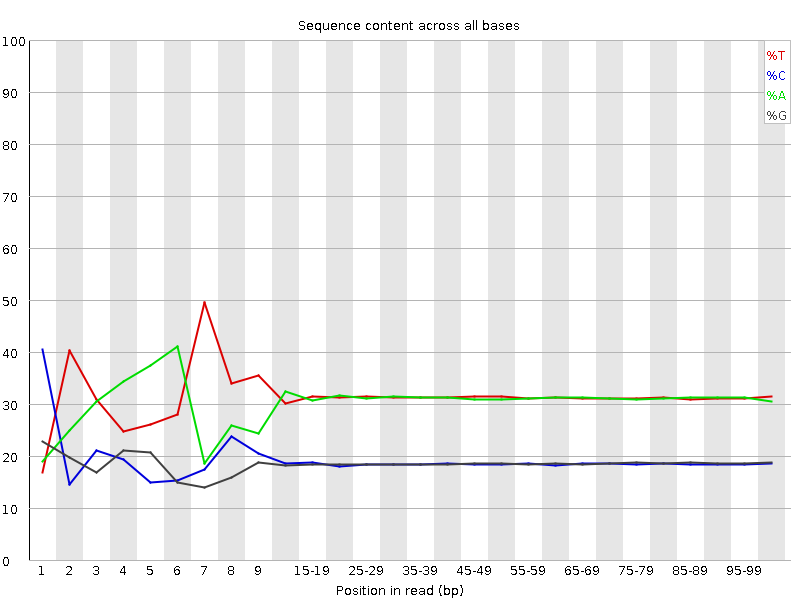 Sequence content across all bases
100
90
80
70
60
50
40
30
20
10
0
%T
%C
%A
%G
1 2 3 4 5 6 7 8 9 15-19 25-29 35-39 45-49 55-59 65-69 75-79 85-89 95-99
Position in read (bp)